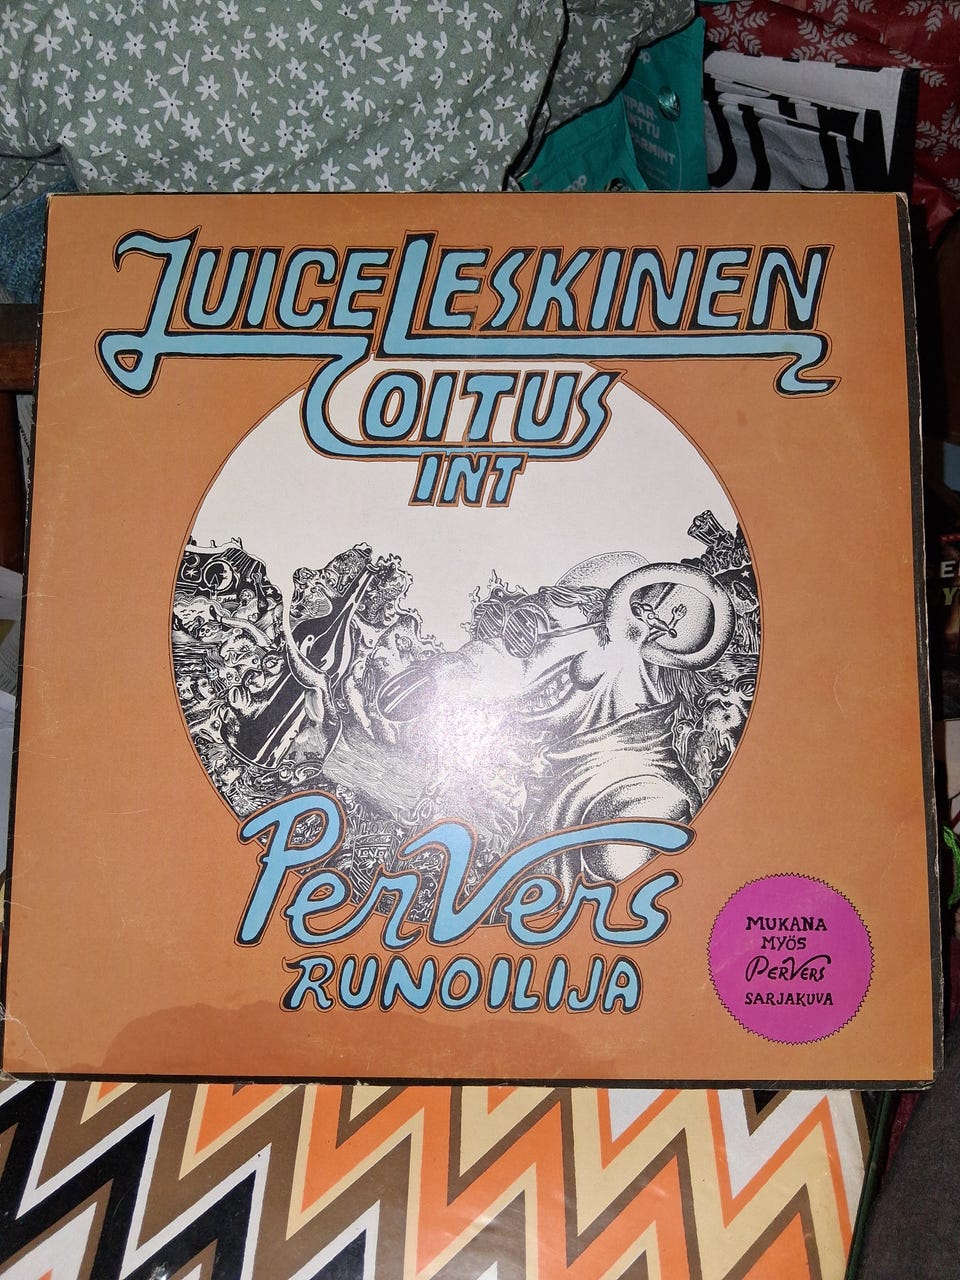 JUICE LESKINEN
COITUS
INT
PerVers
RUNOILIJA
MUKANA
MYÖS
PERVERS
SARJAKUVA